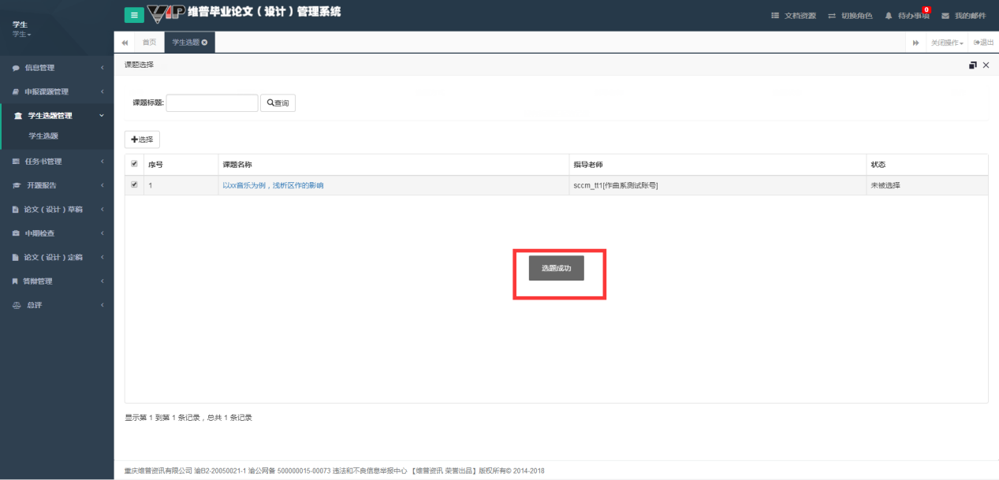 学生
学生
VIP 维普毕业论文（设计）管理系统
文档资源 切换角色 待办事项 0 我的邮件
首页 学生选题 关闭操作 退出
信息管理
申报课题管理
学生选题管理
学生选题
任务书管理
开题报告
论文（设计）草稿
中期检查
论文（设计）定稿
答辩管理
总评
课题选择
课题标题: 查询
选择
序号 课题名称 指导老师 状态
1 以xx音乐为例，浅析区作的影响 sccm_tt1[作曲系测试账号] 未被选择
选题成功
显示第 1 到第 1 条记录，总共 1 条记录
重庆维普资讯有限公司 渝B2-20050021-1 渝公网备 500000015-00073 违法和不良信息举报中心 【维普资讯 荣誉出品】版权所有© 2014-2018